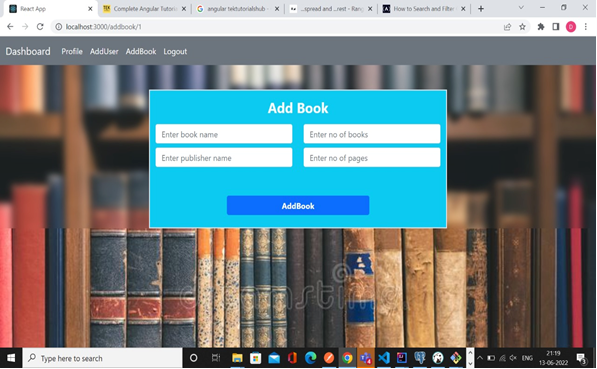 React App
Complete Angular Tutori
angular tektutorialshub -
...spread and ...rest - Ran
How to Search and Filter
localhost:3000/addbook/1
D
Dashboard Profile AddUser AddBook Logout
Add Book
Enter book name
Enter no of books
Enter publisher name
Enter no of pages
AddBook
Type here to search
ENG
21:19
13-06-2022